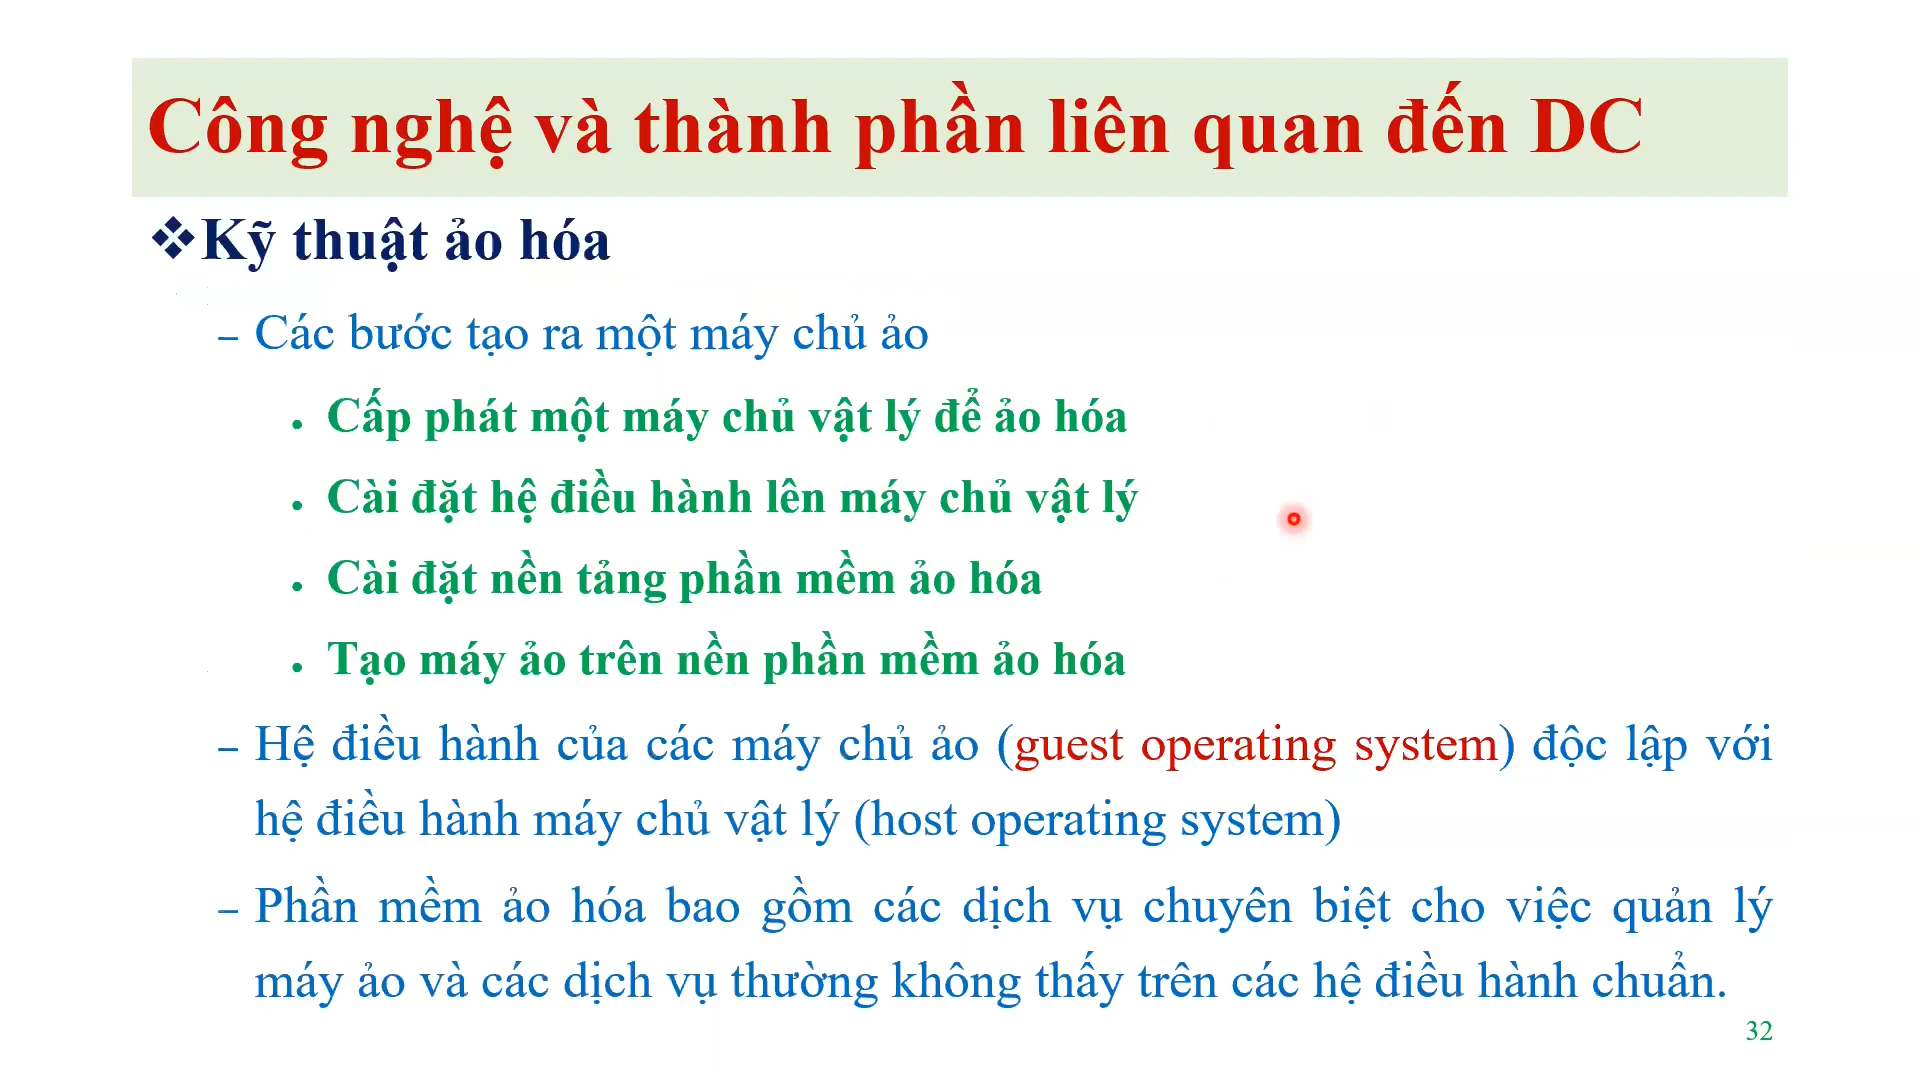 Công nghệ và thành phần liên quan đến DC
❖Kỹ thuật ảo hóa
– Các bước tạo ra một máy chủ ảo
• Cấp phát một máy chủ vật lý để ảo hóa
• Cài đặt hệ điều hành lên máy chủ vật lý
• Cài đặt nền tảng phần mềm ảo hóa
• Tạo máy ảo trên nền phần mềm ảo hóa
– Hệ điều hành của các máy chủ ảo (guest operating system) độc lập với
hệ điều hành máy chủ vật lý (host operating system)
– Phần mềm ảo hóa bao gồm các dịch vụ chuyên biệt cho việc quản lý
máy ảo và các dịch vụ thường không thấy trên các hệ điều hành chuẩn.
32